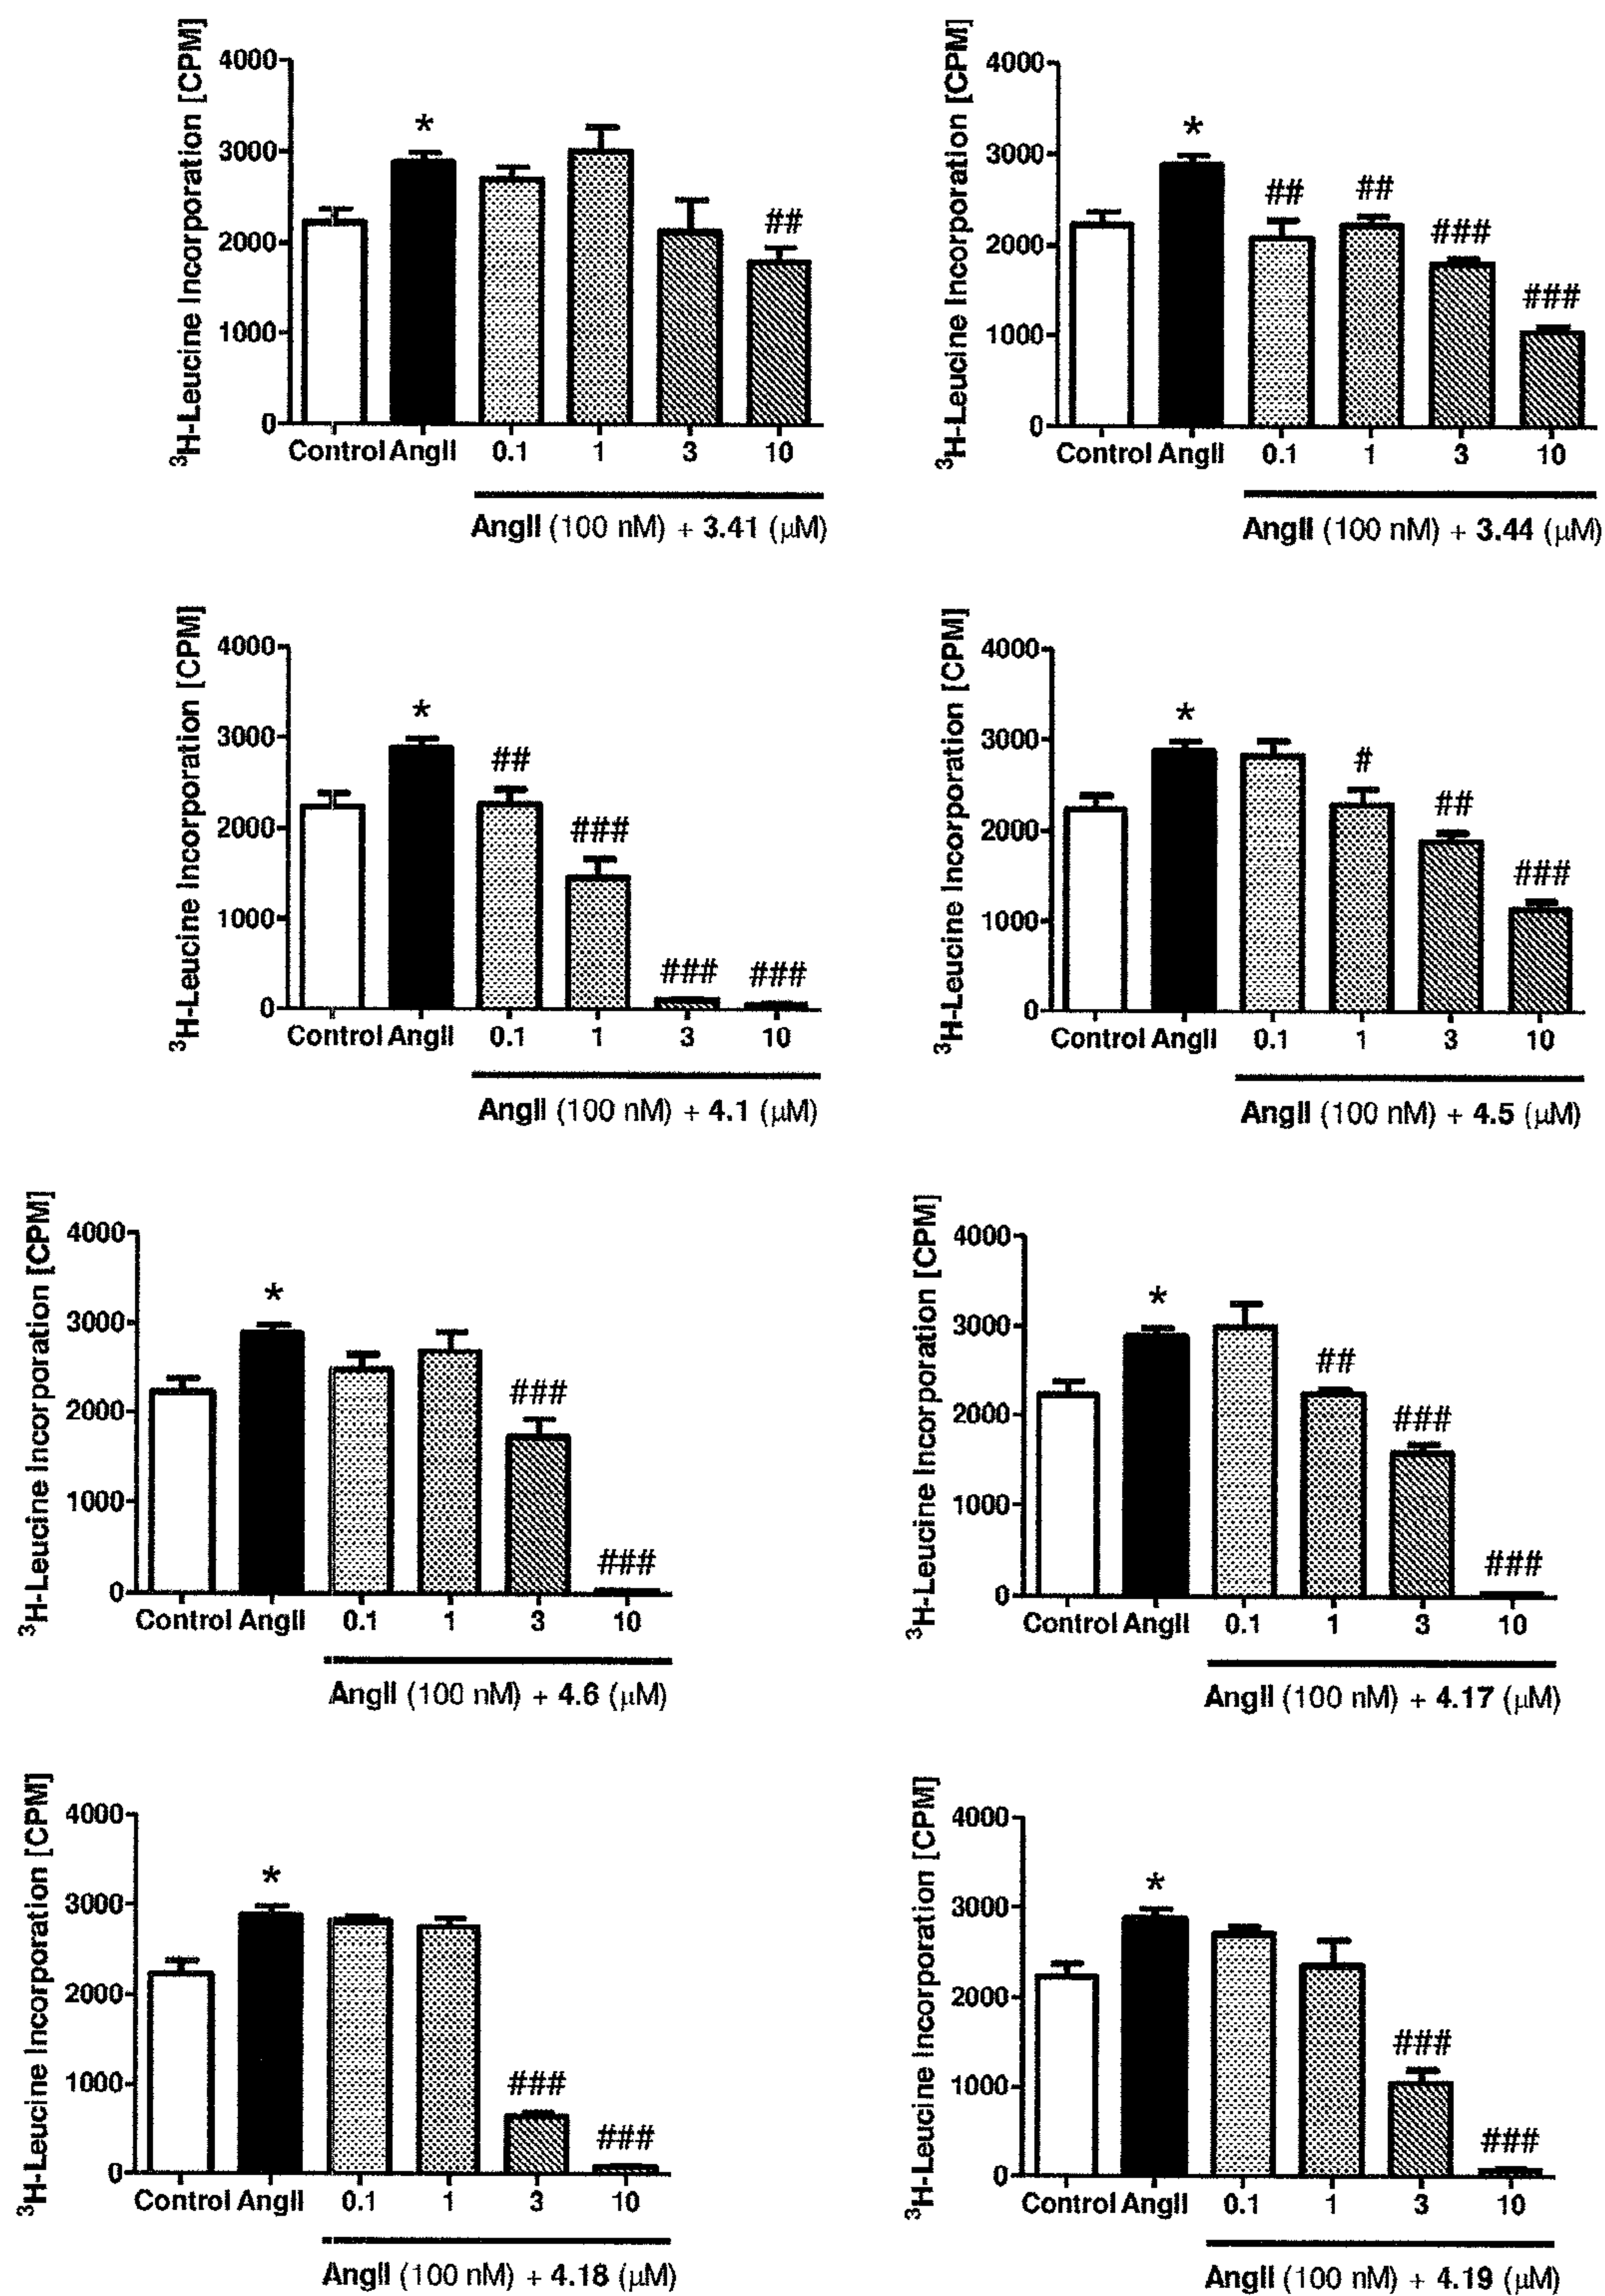 ³H-Leucine Incorporation [CPM]
4000
3000
2000
1000
0
*
##
Control AngII 0.1 1 3 10
AngII (100 nM) + 3.41 (µM)
³H-Leucine Incorporation [CPM]
4000
3000
2000
1000
0
*
##
##
###
###
Control AngII 0.1 1 3 10
AngII (100 nM) + 3.44 (µM)
³H-Leucine Incorporation [CPM]
4000
3000
2000
1000
0
*
##
###
### ###
Control AngII 0.1 1 3 10
AngII (100 nM) + 4.1 (µM)
³H-Leucine Incorporation [CPM]
4000
3000
2000
1000
0
*
#
##
###
Control AngII 0.1 1 3 10
AngII (100 nM) + 4.5 (µM)
³H-Leucine Incorporation [CPM]
4000
3000
2000
1000
0
*
###
###
Control AngII 0.1 1 3 10
AngII (100 nM) + 4.6 (µM)
³H-Leucine Incorporation [CPM]
4000
3000
2000
1000
0
*
##
###
###
Control AngII 0.1 1 3 10
AngII (100 nM) + 4.17 (µM)
³H-Leucine Incorporation [CPM]
4000
3000
2000
1000
0
*
###
###
Control AngII 0.1 1 3 10
AngII (100 nM) + 4.18 (µM)
³H-Leucine Incorporation [CPM]
4000
3000
2000
1000
0
*
###
###
Control AngII 0.1 1 3 10
AngII (100 nM) + 4.19 (µM)